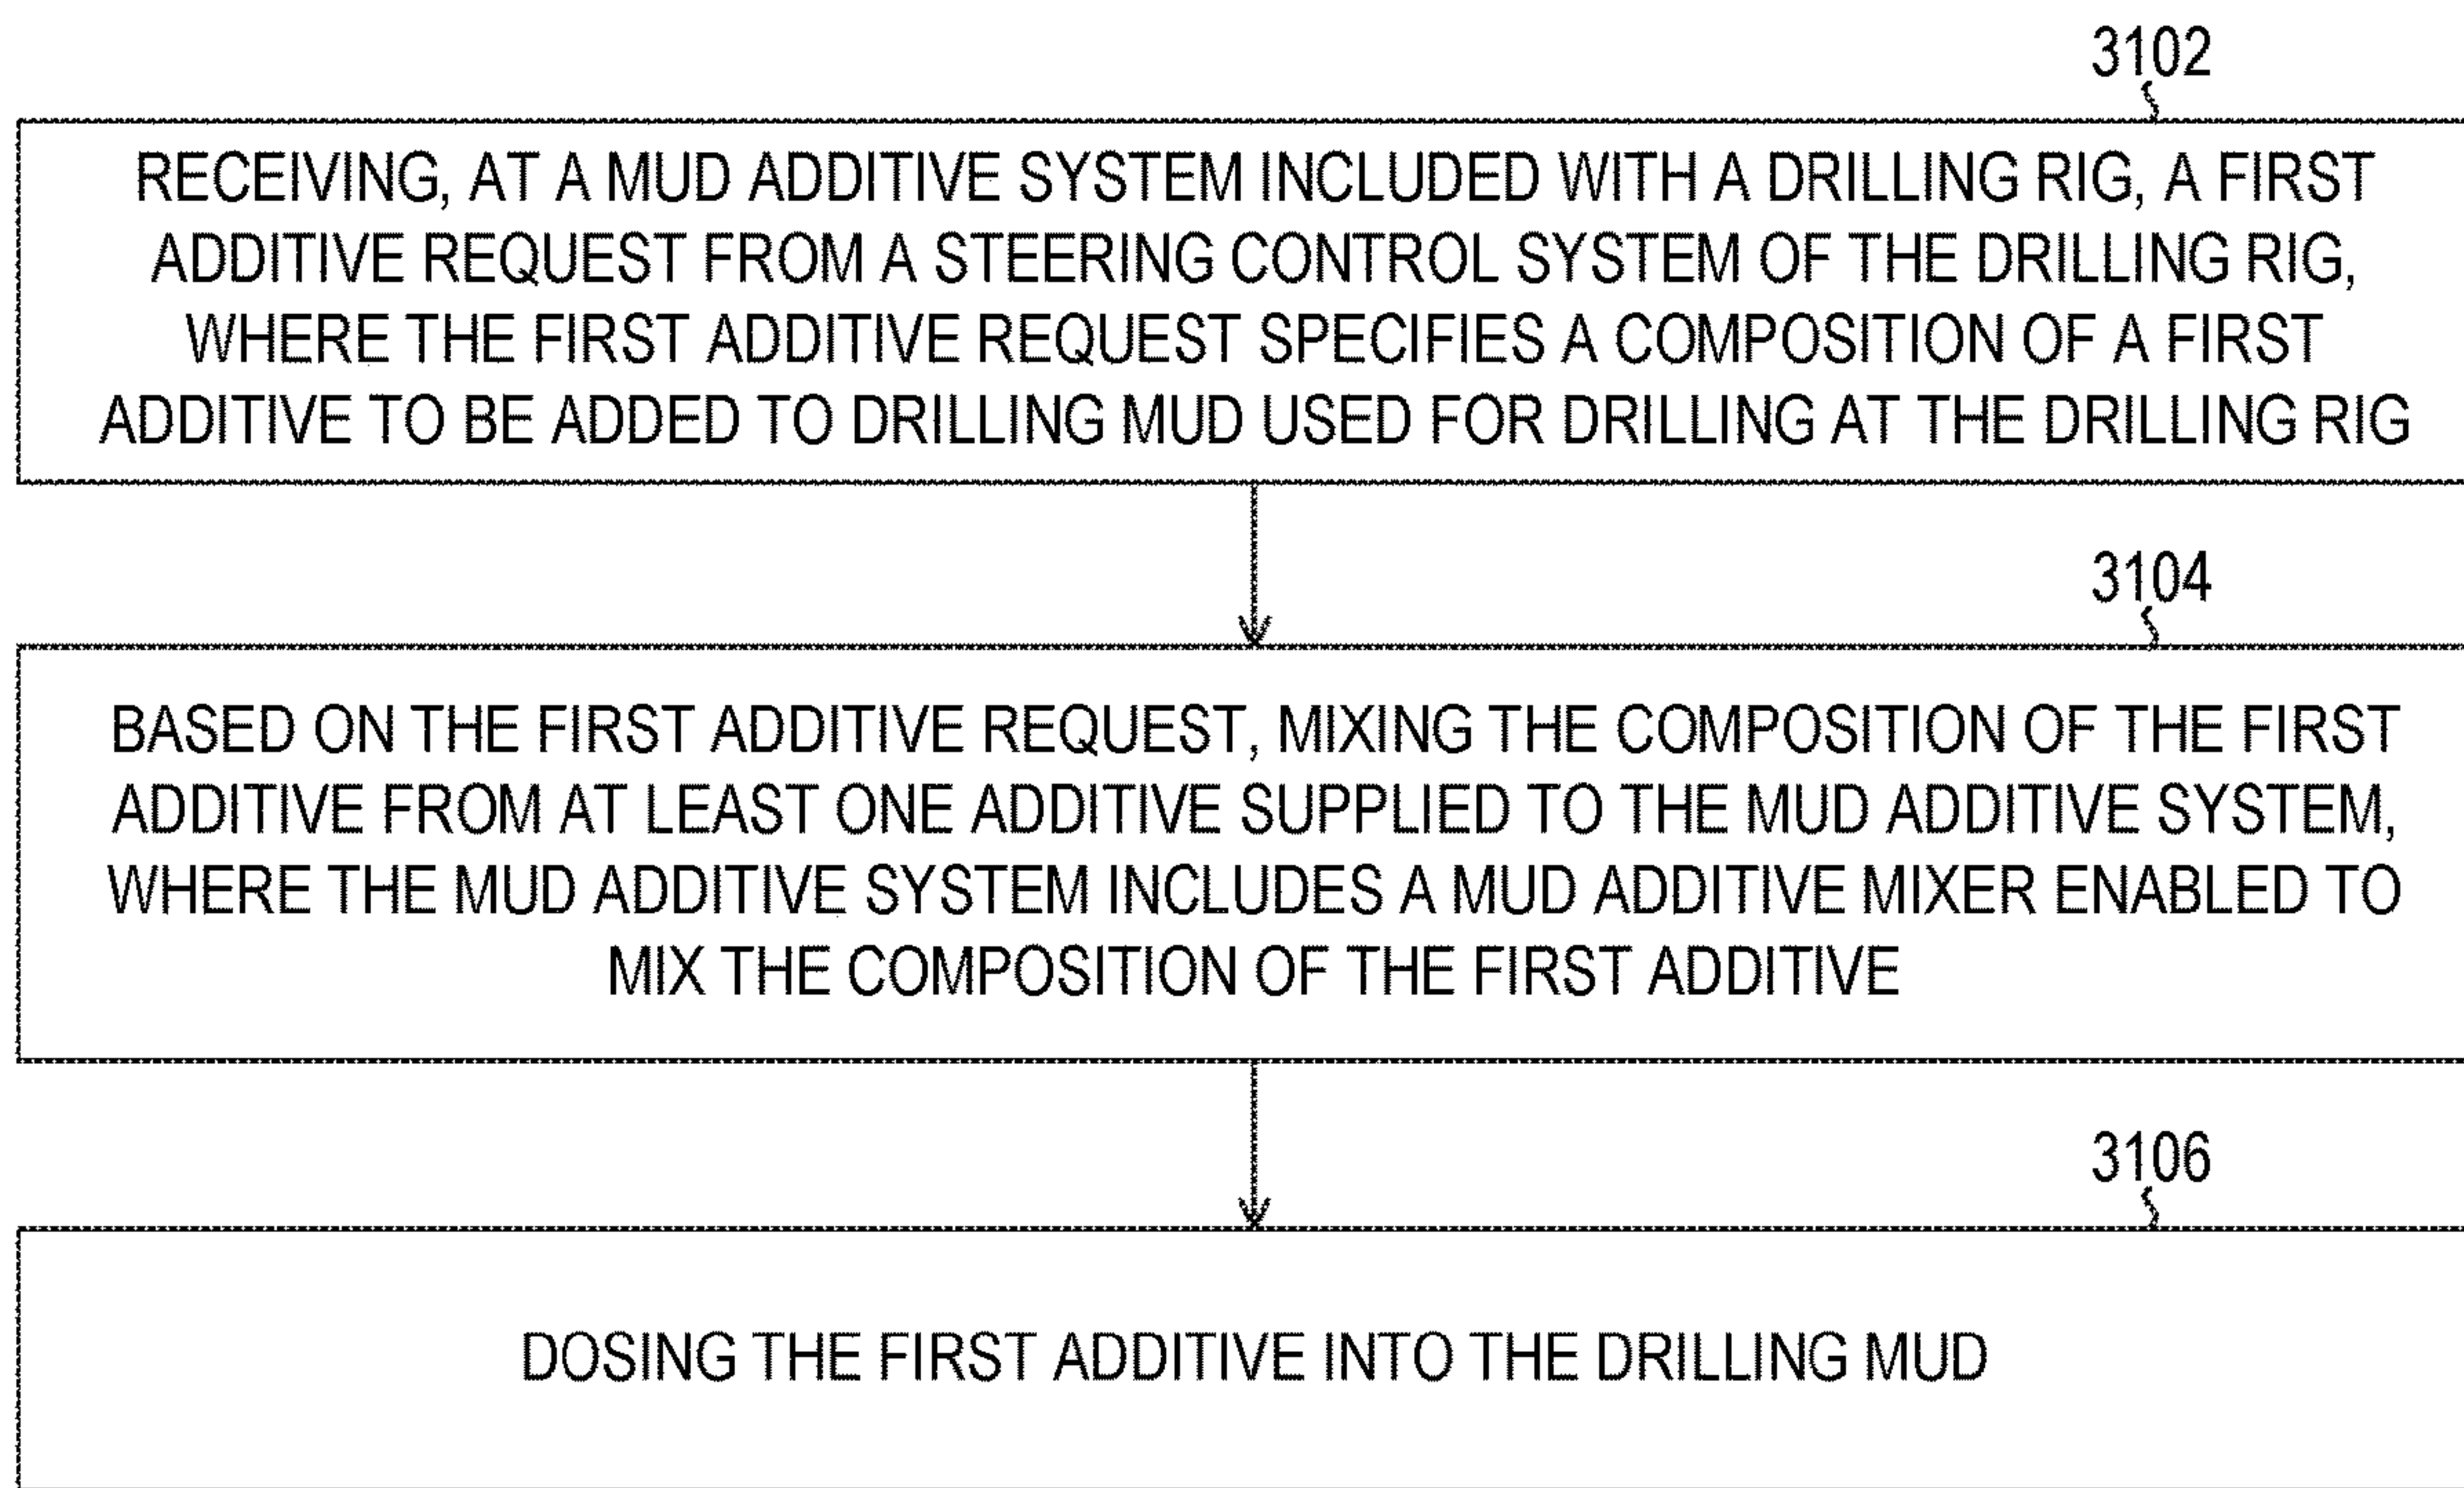 3102
RECEIVING, AT A MUD ADDITIVE SYSTEM INCLUDED WITH A DRILLING RIG, A FIRST
ADDITIVE REQUEST FROM A STEERING CONTROL SYSTEM OF THE DRILLING RIG,
WHERE THE FIRST ADDITIVE REQUEST SPECIFIES A COMPOSITION OF A FIRST
ADDITIVE TO BE ADDED TO DRILLING MUD USED FOR DRILLING AT THE DRILLING RIG
3104
BASED ON THE FIRST ADDITIVE REQUEST, MIXING THE COMPOSITION OF THE FIRST
ADDITIVE FROM AT LEAST ONE ADDITIVE SUPPLIED TO THE MUD ADDITIVE SYSTEM,
WHERE THE MUD ADDITIVE SYSTEM INCLUDES A MUD ADDITIVE MIXER ENABLED TO
MIX THE COMPOSITION OF THE FIRST ADDITIVE
3106
DOSING THE FIRST ADDITIVE INTO THE DRILLING MUD